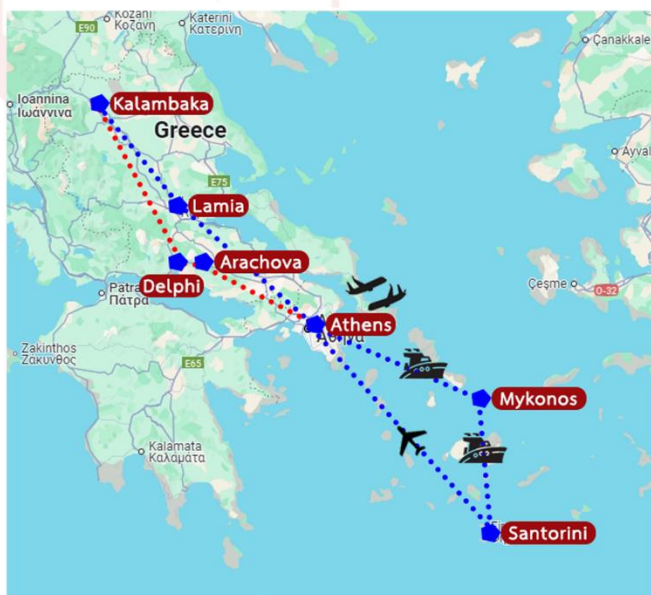 Kozani
Κοζάνη
Katerini
Κατερίνη
E90
Çanakkale
Ioannina
Ιωάννινα
Kalambaka
Greece
Ayval
E75
Lamia
Arachova
Delphi
Patra
Πάτρα
Çeşme
O-32
Athens
Αθήνα
Zakinthos
Ζάκυνθος
E65
Mykonos
Kalamata
Καλαμάτα
Santorini